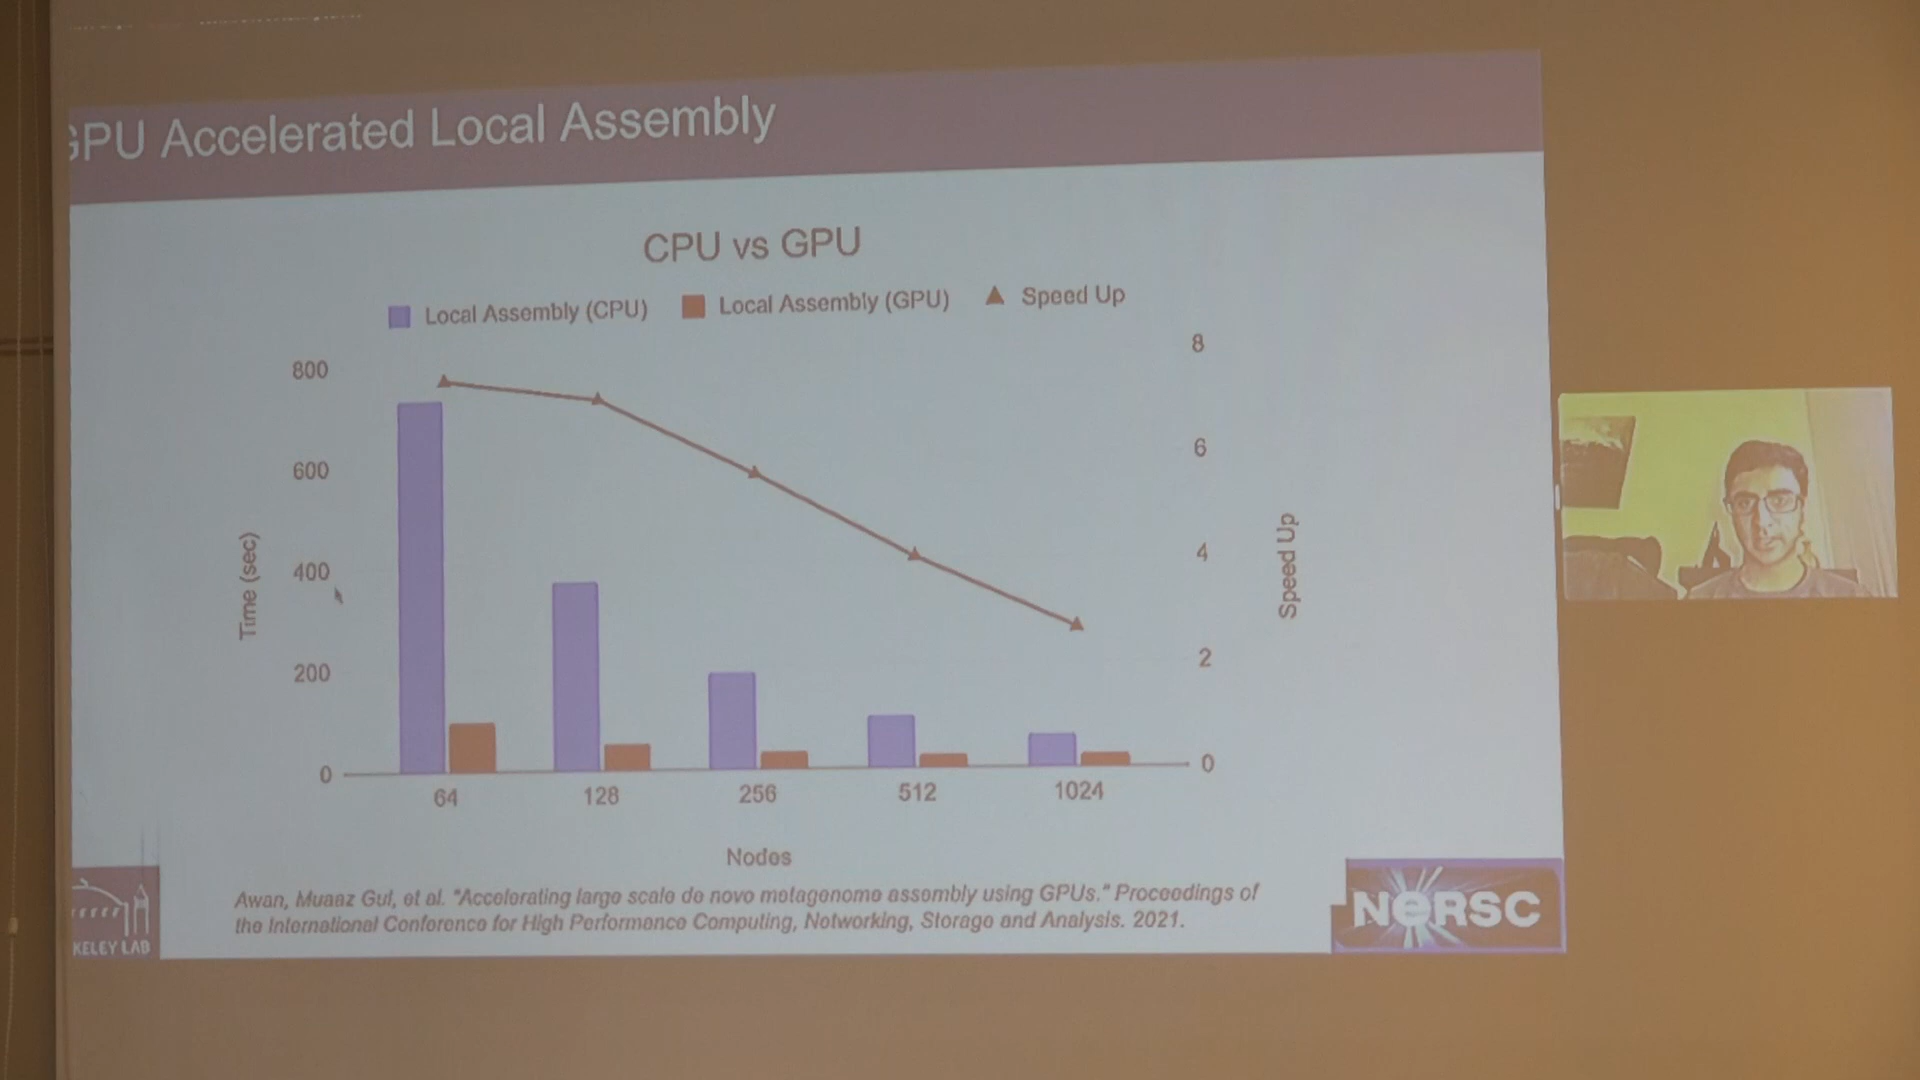 GPU Accelerated Local Assembly
CPU vs GPU
Local Assembly (CPU) Local Assembly (GPU) Speed Up
800
600
400
200
0
Time (sec)
8
6
4
2
0
Speed Up
64 128 256 512 1024
Nodes
Awan, Muaaz Gul, et al. "Accelerating large scale de novo metagenome assembly using GPUs." Proceedings of
the International Conference for High Performance Computing, Networking, Storage and Analysis. 2021.
KELEY LAB
NERSC